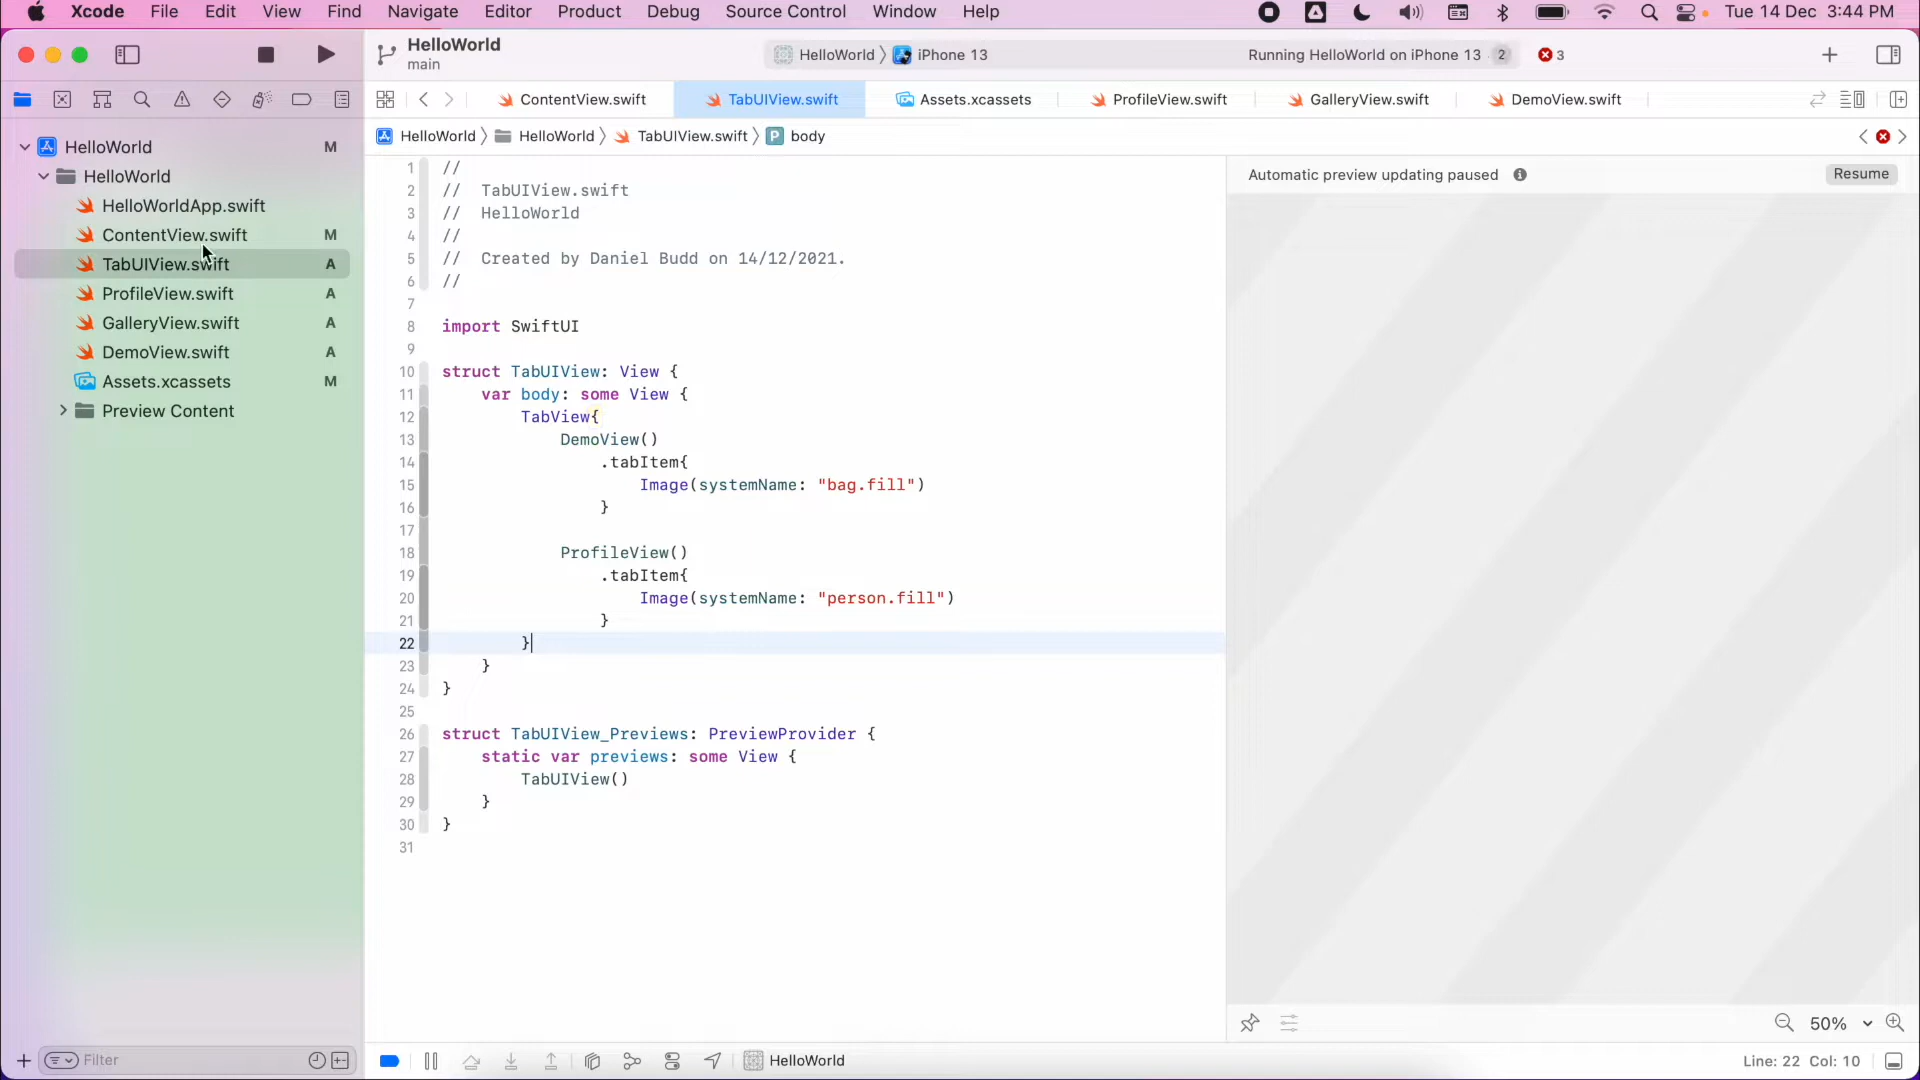 Xcode File Edit View Find Navigate Editor Product Debug Source Control Window Help Tue 14 Dec 3:44 PM
HelloWorld
main
HelloWorld iPhone 13 Running HelloWorld on iPhone 13 2 3
ContentView.swift TabUIView.swift Assets.xcassets ProfileView.swift GalleryView.swift DemoView.swift
HelloWorld HelloWorld TabUIView.swift P body
HelloWorld M
HelloWorld
HelloWorldApp.swift
ContentView.swift M
TabUIView.swift A
ProfileView.swift A
GalleryView.swift A
DemoView.swift A
Assets.xcassets M
Preview Content
1 //
2 // TabUIView.swift
3 // HelloWorld
4 //
5 // Created by Daniel Budd on 14/12/2021.
6 //
7
8 import SwiftUI
9
10 struct TabUIView: View {
11 var body: some View {
12 TabView{
13 DemoView()
14 .tabItem{
15 Image(systemName: "bag.fill")
16 }
17
18 ProfileView()
19 .tabItem{
20 Image(systemName: "person.fill")
21 }
22 }
23 }
24 }
25
26 struct TabUIView_Previews: PreviewProvider {
27 static var previews: some View {
28 TabUIView()
29 }
30 }
31
Automatic preview updating paused Resume
50%
Filter
HelloWorld
Line: 22 Col: 10